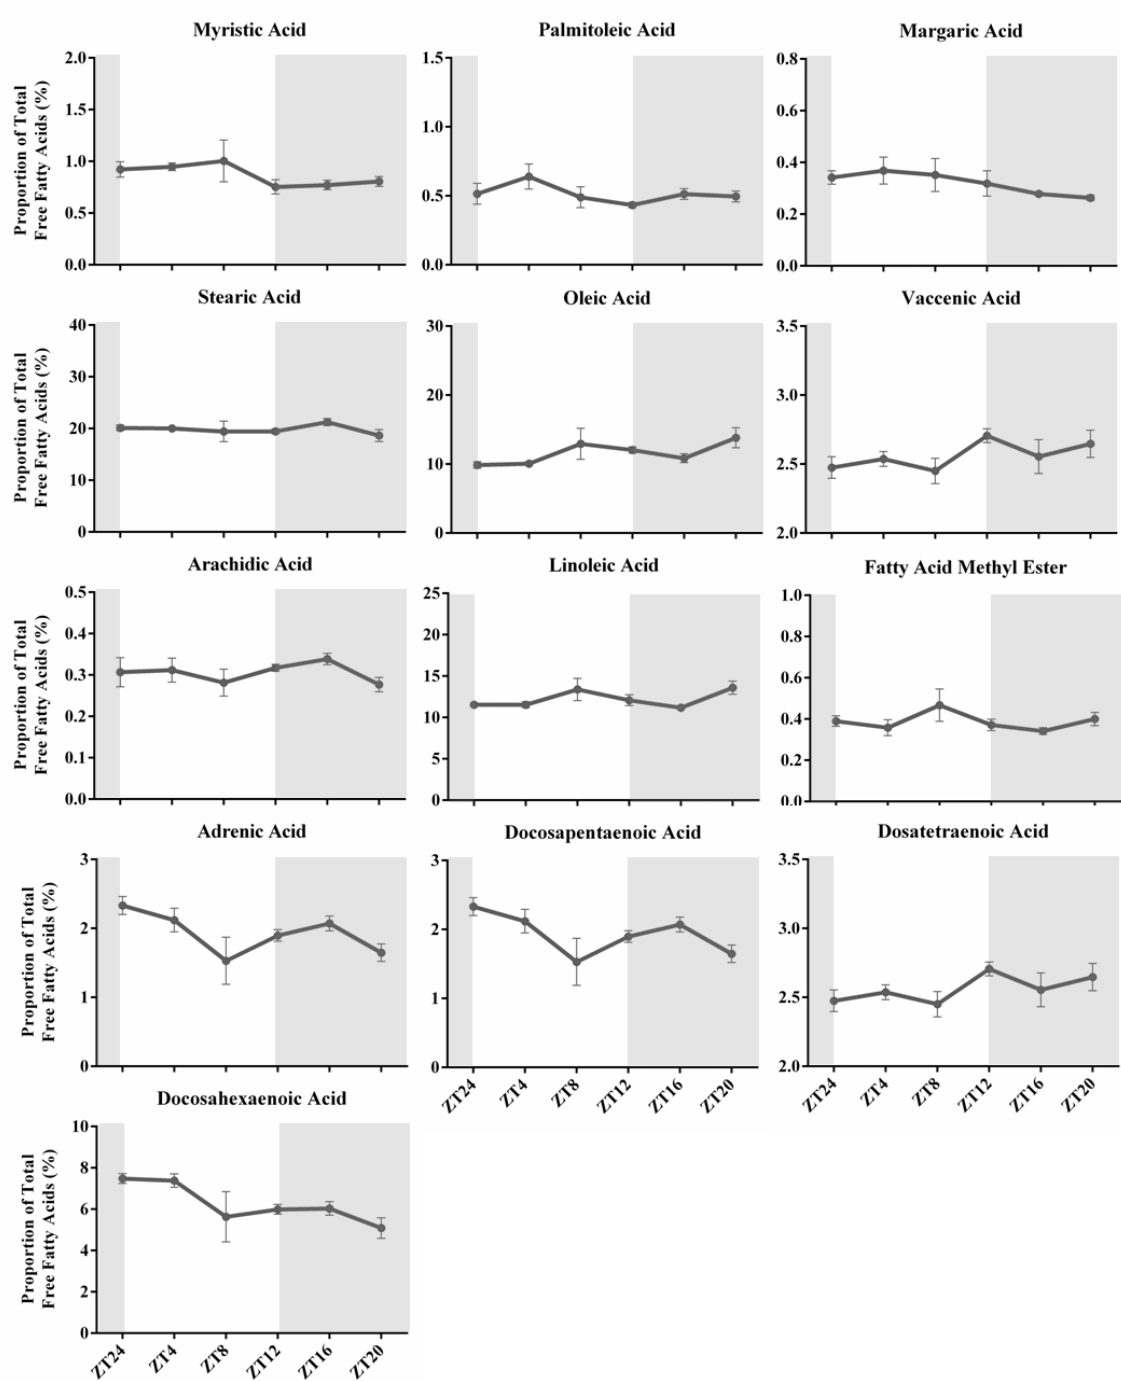 Myristic Acid
Palmitoleic Acid
Margaric Acid
Proportion of Total
Free Fatty Acids (%)
2.0
1.5
1.0
0.5
0.0
1.5
1.0
0.5
0.0
0.8
0.6
0.4
0.2
0.0
Stearic Acid
Oleic Acid
Vaccenic Acid
Proportion of Total
Free Fatty Acids (%)
40
30
20
10
0
30
20
10
0
3.5
3.0
2.5
2.0
Arachidic Acid
Linoleic Acid
Fatty Acid Methyl Ester
Proportion of Total
Free Fatty Acids (%)
0.5
0.4
0.3
0.2
0.1
0.0
25
20
15
10
5
0
1.0
0.8
0.6
0.4
0.2
0.0
Adrenic Acid
Docosapentaenoic Acid
Dosatetraenoic Acid
Proportion of Total
Free Fatty Acids (%)
3
2
1
0
3
2
1
0
3.5
3.0
2.5
2.0
ZT24
ZT4
ZT8
ZT12
ZT16
ZT20
ZT24
ZT4
ZT8
ZT12
ZT16
ZT20
Docosahexaenoic Acid
Proportion of Total
Free Fatty Acids (%)
10
8
6
4
2
0
ZT24
ZT4
ZT8
ZT12
ZT16
ZT20